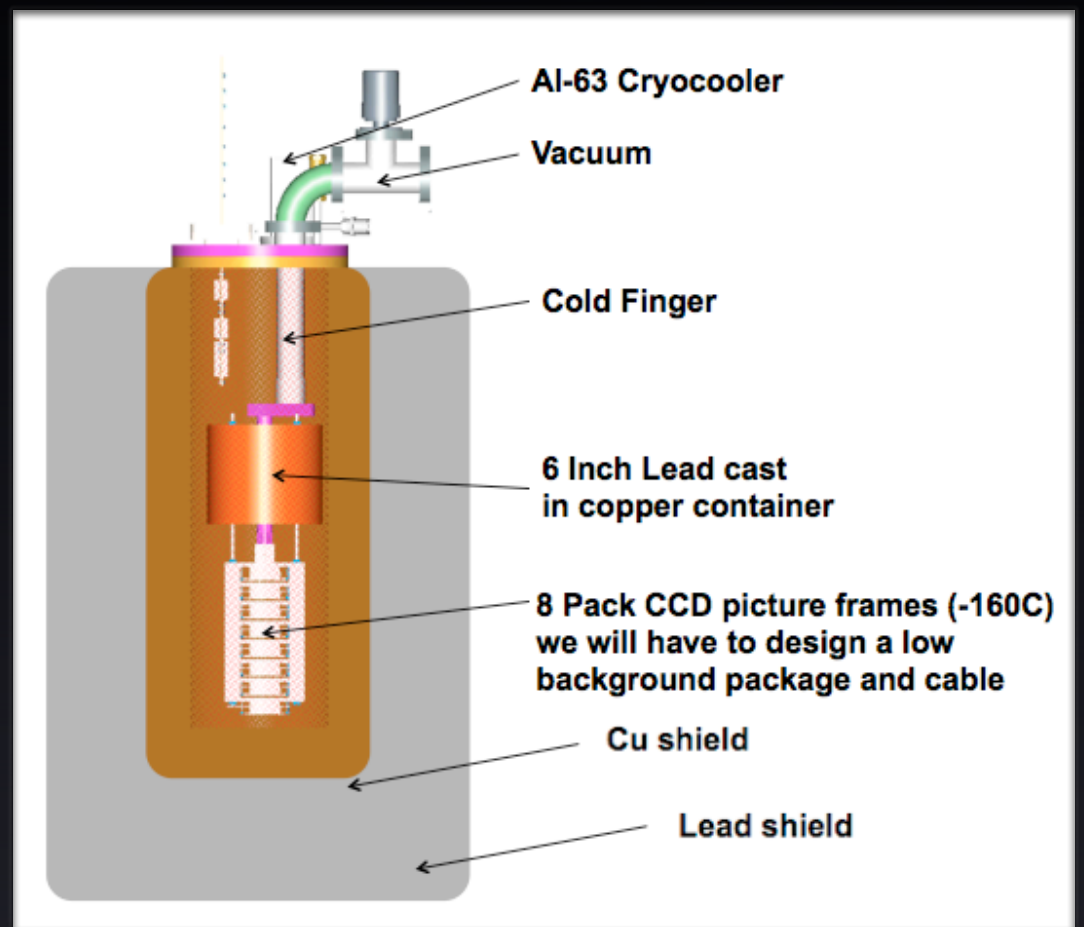 Al-63 Cryocooler
Vacuum
Cold Finger
6 Inch Lead cast
in copper container
8 Pack CCD picture frames (-160C)
we will have to design a low
background package and cable
Cu shield
Lead shield